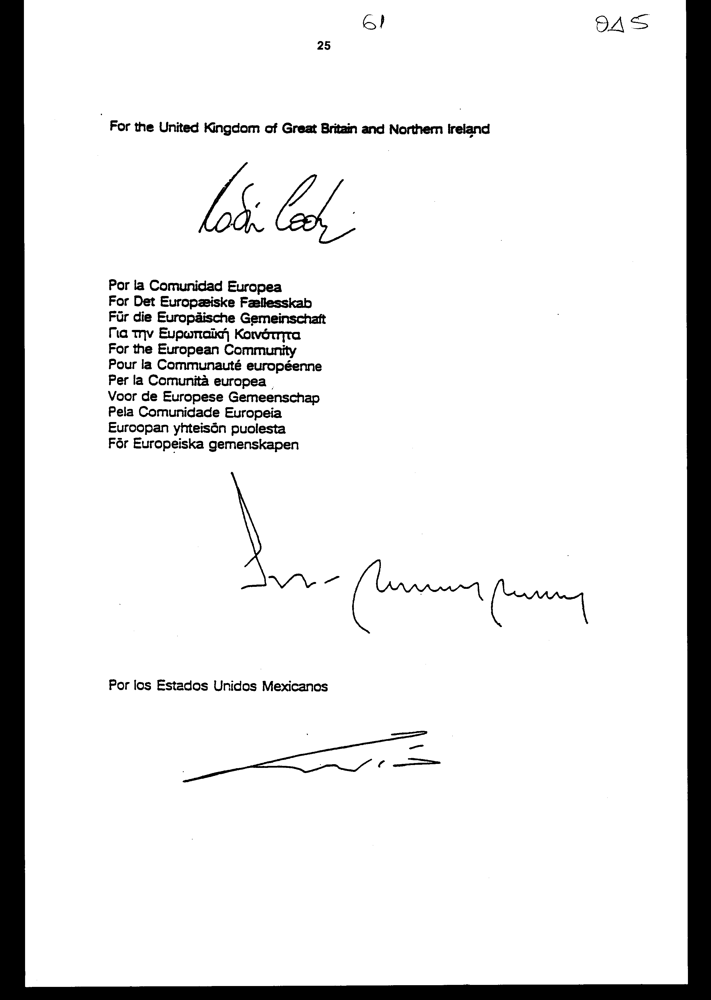 61
25
For the United Kingdom of Great Britain and Northern Ireland
Robin Cook
Por la Comunidad Europea
For Det Europæiske Fællesskab
Für die Europäische Gemeinschaft
Για την Ευρωπαϊκή Κοινότητα
For the European Community
Pour la Communauté européenne
Per la Comunità europea
Voor de Europese Gemeenschap
Pela Comunidade Europeia
Euroopan yhteisön puolesta
För Europeiska gemenskapen
Por los Estados Unidos Mexicanos